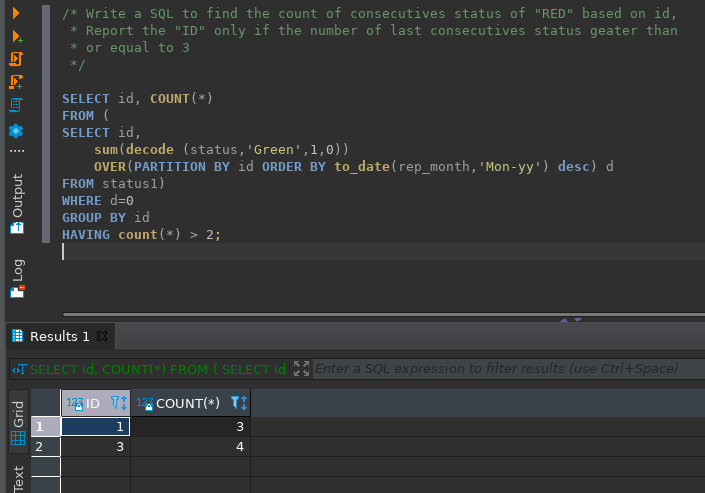 /* Write a SQL to find the count of consecutives status of "RED" based on id,
* Report the "ID" only if the number of last consecutives status geater than
* or equal to 3
*/
SELECT id, COUNT(*)
FROM (
SELECT id,
sum(decode (status,'Green',1,0))
OVER(PARTITION BY id ORDER BY to_date(rep_month,'Mon-yy') desc) d
FROM status1)
WHERE d=0
GROUP BY id
HAVING count(*) > 2;
Output
Log
Results 1
SELECT id, COUNT(*) FROM ( SELECT id
Enter a SQL expression to filter results (use Ctrl+Space)
Grid
Text
123 ID 123 COUNT(*)
1 1 3
2 3 4